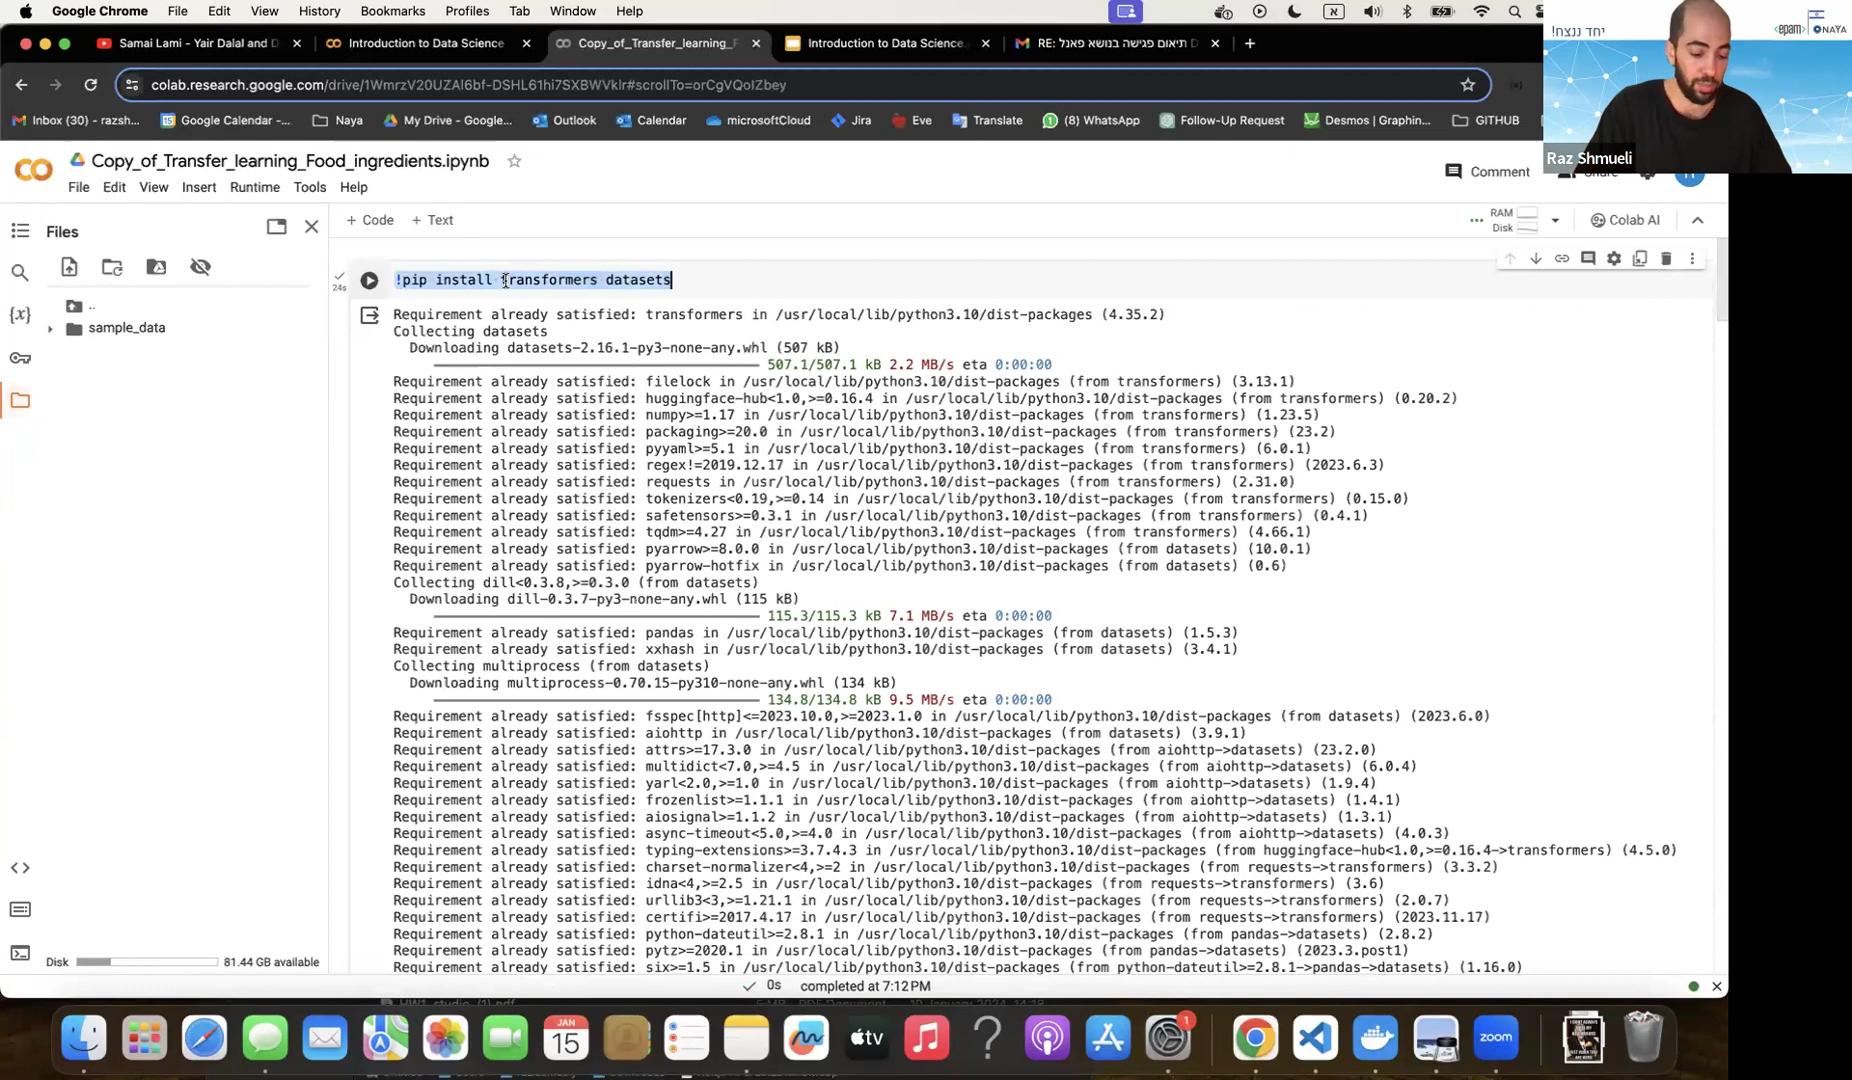 Google Chrome File Edit View History Bookmarks Profiles Tab Window Help
Samai Lami - Yair Dalal and D
Introduction to Data Science
Copy_of_Transfer_learning_F
Introduction to Data Science
RE: תיאום פגישה בנושא פאנל D
colab.research.google.com/drive/1WmrzV20UZAl6bf-DSHL61hi7SXBWVklr#scrollTo=orCgVQoIZbey
Inbox (30) - razsh...
Google Calendar -...
Naya
My Drive - Google...
Outlook
Calendar
microsoftCloud
Jira
Eve
Translate
(8) WhatsApp
Follow-Up Request
Desmos | Graphin...
GITHUB
יחד ננצח!
<epam>
NAYA
Raz Shmueli
Copy_of_Transfer_learning_Food_ingredients.ipynb
Comment
File Edit View Insert Runtime Tools Help
Files
+ Code + Text
RAM
Disk
Colab AI
..
sample_data
{x}
24s
!pip install transformers datasets
Requirement already satisfied: transformers in /usr/local/lib/python3.10/dist-packages (4.35.2)
Collecting datasets
Downloading datasets-2.16.1-py3-none-any.whl (507 kB)
507.1/507.1 kB 2.2 MB/s eta 0:00:00
Requirement already satisfied: filelock in /usr/local/lib/python3.10/dist-packages (from transformers) (3.13.1)
Requirement already satisfied: huggingface-hub<1.0,>=0.16.4 in /usr/local/lib/python3.10/dist-packages (from transformers) (0.20.2)
Requirement already satisfied: numpy>=1.17 in /usr/local/lib/python3.10/dist-packages (from transformers) (1.23.5)
Requirement already satisfied: packaging>=20.0 in /usr/local/lib/python3.10/dist-packages (from transformers) (23.2)
Requirement already satisfied: pyyaml>=5.1 in /usr/local/lib/python3.10/dist-packages (from transformers) (6.0.1)
Requirement already satisfied: regex!=2019.12.17 in /usr/local/lib/python3.10/dist-packages (from transformers) (2023.6.3)
Requirement already satisfied: requests in /usr/local/lib/python3.10/dist-packages (from transformers) (2.31.0)
Requirement already satisfied: tokenizers<0.19,>=0.14 in /usr/local/lib/python3.10/dist-packages (from transformers) (0.15.0)
Requirement already satisfied: safetensors>=0.3.1 in /usr/local/lib/python3.10/dist-packages (from transformers) (0.4.1)
Requirement already satisfied: tqdm>=4.27 in /usr/local/lib/python3.10/dist-packages (from transformers) (4.66.1)
Requirement already satisfied: pyarrow>=8.0.0 in /usr/local/lib/python3.10/dist-packages (from datasets) (10.0.1)
Requirement already satisfied: pyarrow-hotfix in /usr/local/lib/python3.10/dist-packages (from datasets) (0.6)
Collecting dill<0.3.8,>=0.3.0 (from datasets)
Downloading dill-0.3.7-py3-none-any.whl (115 kB)
115.3/115.3 kB 7.1 MB/s eta 0:00:00
Requirement already satisfied: pandas in /usr/local/lib/python3.10/dist-packages (from datasets) (1.5.3)
Requirement already satisfied: xxhash in /usr/local/lib/python3.10/dist-packages (from datasets) (3.4.1)
Collecting multiprocess (from datasets)
Downloading multiprocess-0.70.15-py310-none-any.whl (134 kB)
134.8/134.8 kB 9.5 MB/s eta 0:00:00
Requirement already satisfied: fsspec[http]<=2023.10.0,>=2023.1.0 in /usr/local/lib/python3.10/dist-packages (from datasets) (2023.6.0)
Requirement already satisfied: aiohttp in /usr/local/lib/python3.10/dist-packages (from datasets) (3.9.1)
Requirement already satisfied: attrs>=17.3.0 in /usr/local/lib/python3.10/dist-packages (from aiohttp->datasets) (23.2.0)
Requirement already satisfied: multidict<7.0,>=4.5 in /usr/local/lib/python3.10/dist-packages (from aiohttp->datasets) (6.0.4)
Requirement already satisfied: yarl<2.0,>=1.0 in /usr/local/lib/python3.10/dist-packages (from aiohttp->datasets) (1.9.4)
Requirement already satisfied: frozenlist>=1.1.1 in /usr/local/lib/python3.10/dist-packages (from aiohttp->datasets) (1.4.1)
Requirement already satisfied: aiosignal>=1.1.2 in /usr/local/lib/python3.10/dist-packages (from aiohttp->datasets) (1.3.1)
Requirement already satisfied: async-timeout<5.0,>=4.0 in /usr/local/lib/python3.10/dist-packages (from aiohttp->datasets) (4.0.3)
Requirement already satisfied: typing-extensions>=3.7.4.3 in /usr/local/lib/python3.10/dist-packages (from huggingface-hub<1.0,>=0.16.4->transformers) (4.5.0)
Requirement already satisfied: charset-normalizer<4,>=2 in /usr/local/lib/python3.10/dist-packages (from requests->transformers) (3.3.2)
Requirement already satisfied: idna<4,>=2.5 in /usr/local/lib/python3.10/dist-packages (from requests->transformers) (3.6)
Requirement already satisfied: urllib3<3,>=1.21.1 in /usr/local/lib/python3.10/dist-packages (from requests->transformers) (2.0.7)
Requirement already satisfied: certifi>=2017.4.17 in /usr/local/lib/python3.10/dist-packages (from requests->transformers) (2023.11.17)
Requirement already satisfied: python-dateutil>=2.8.1 in /usr/local/lib/python3.10/dist-packages (from pandas->datasets) (2.8.2)
Requirement already satisfied: pytz>=2020.1 in /usr/local/lib/python3.10/dist-packages (from pandas->datasets) (2023.3.post1)
Requirement already satisfied: six>=1.5 in /usr/local/lib/python3.10/dist-packages (from python-dateutil>=2.8.1->pandas->datasets) (1.16.0)
Disk 81.44 GB available
0s completed at 7:12 PM
JAN
15
tv
1
zoom